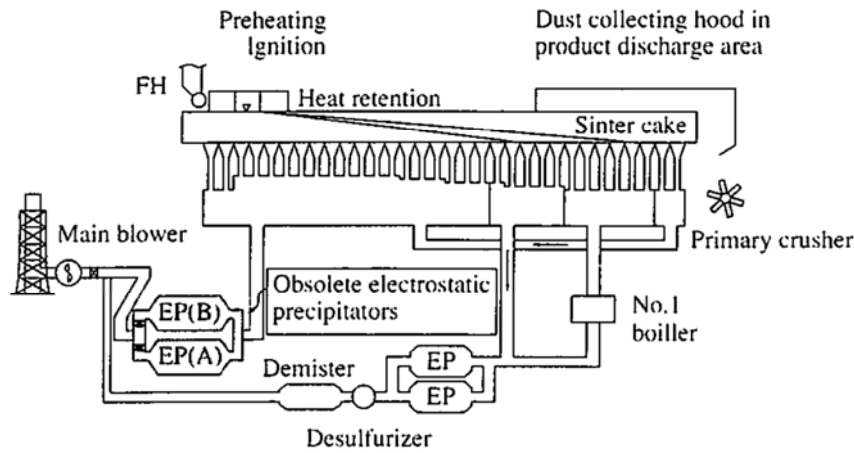 Preheating
Ignition
Dust collecting hood in
product discharge area
FH
Heat retention
Sinter cake
Main blower
Primary crusher
Obsolete electrostatic
precipitators
EP(B)
EP(A)
No.1
boiller
Demister
EP
EP
Desulfurizer